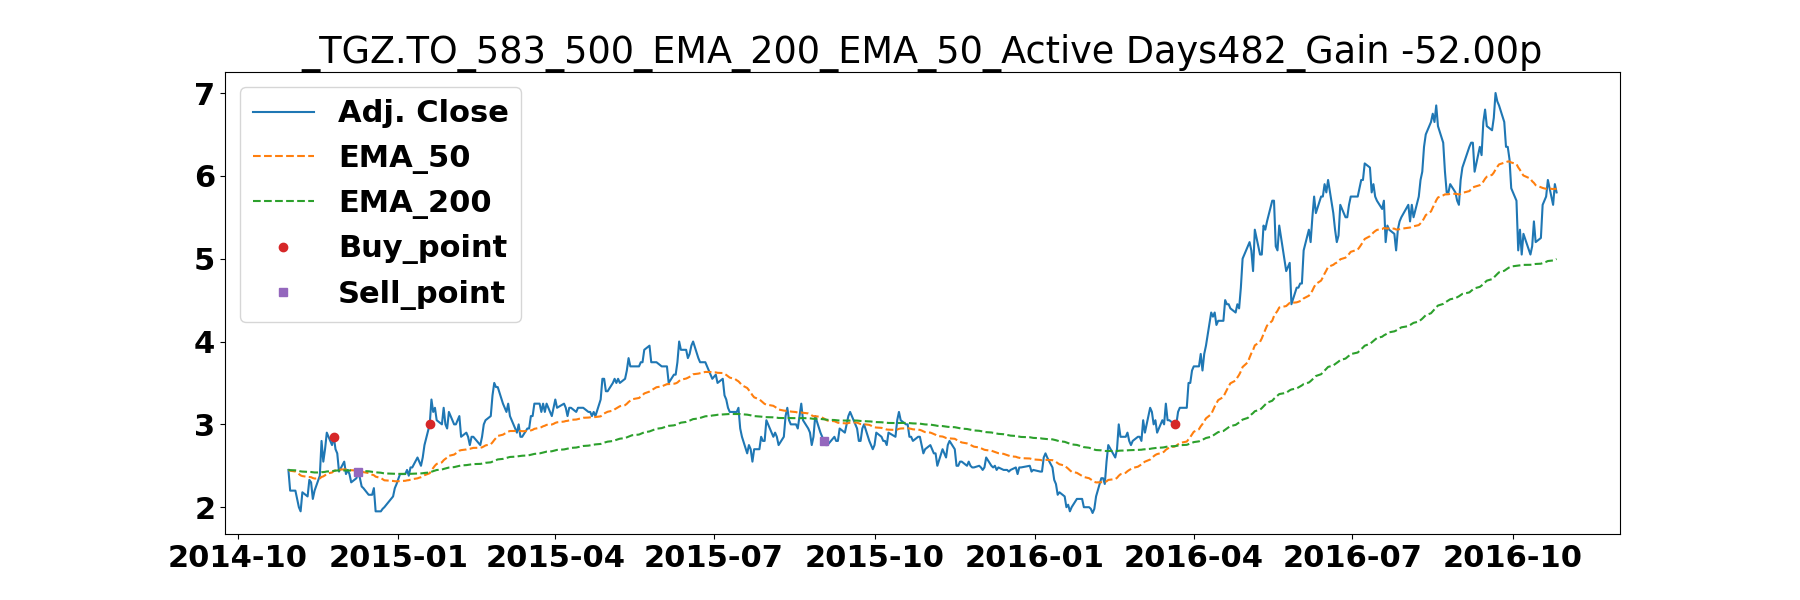 _TGZ.TO_583_500_EMA_200_EMA_50_Active Days482_Gain -52.00p
Adj. Close
EMA_50
EMA_200
Buy_point
Sell_point
7
6
5
4
3
2
2014-10 2015-01 2015-04 2015-07 2015-10 2016-01 2016-04 2016-07 2016-10